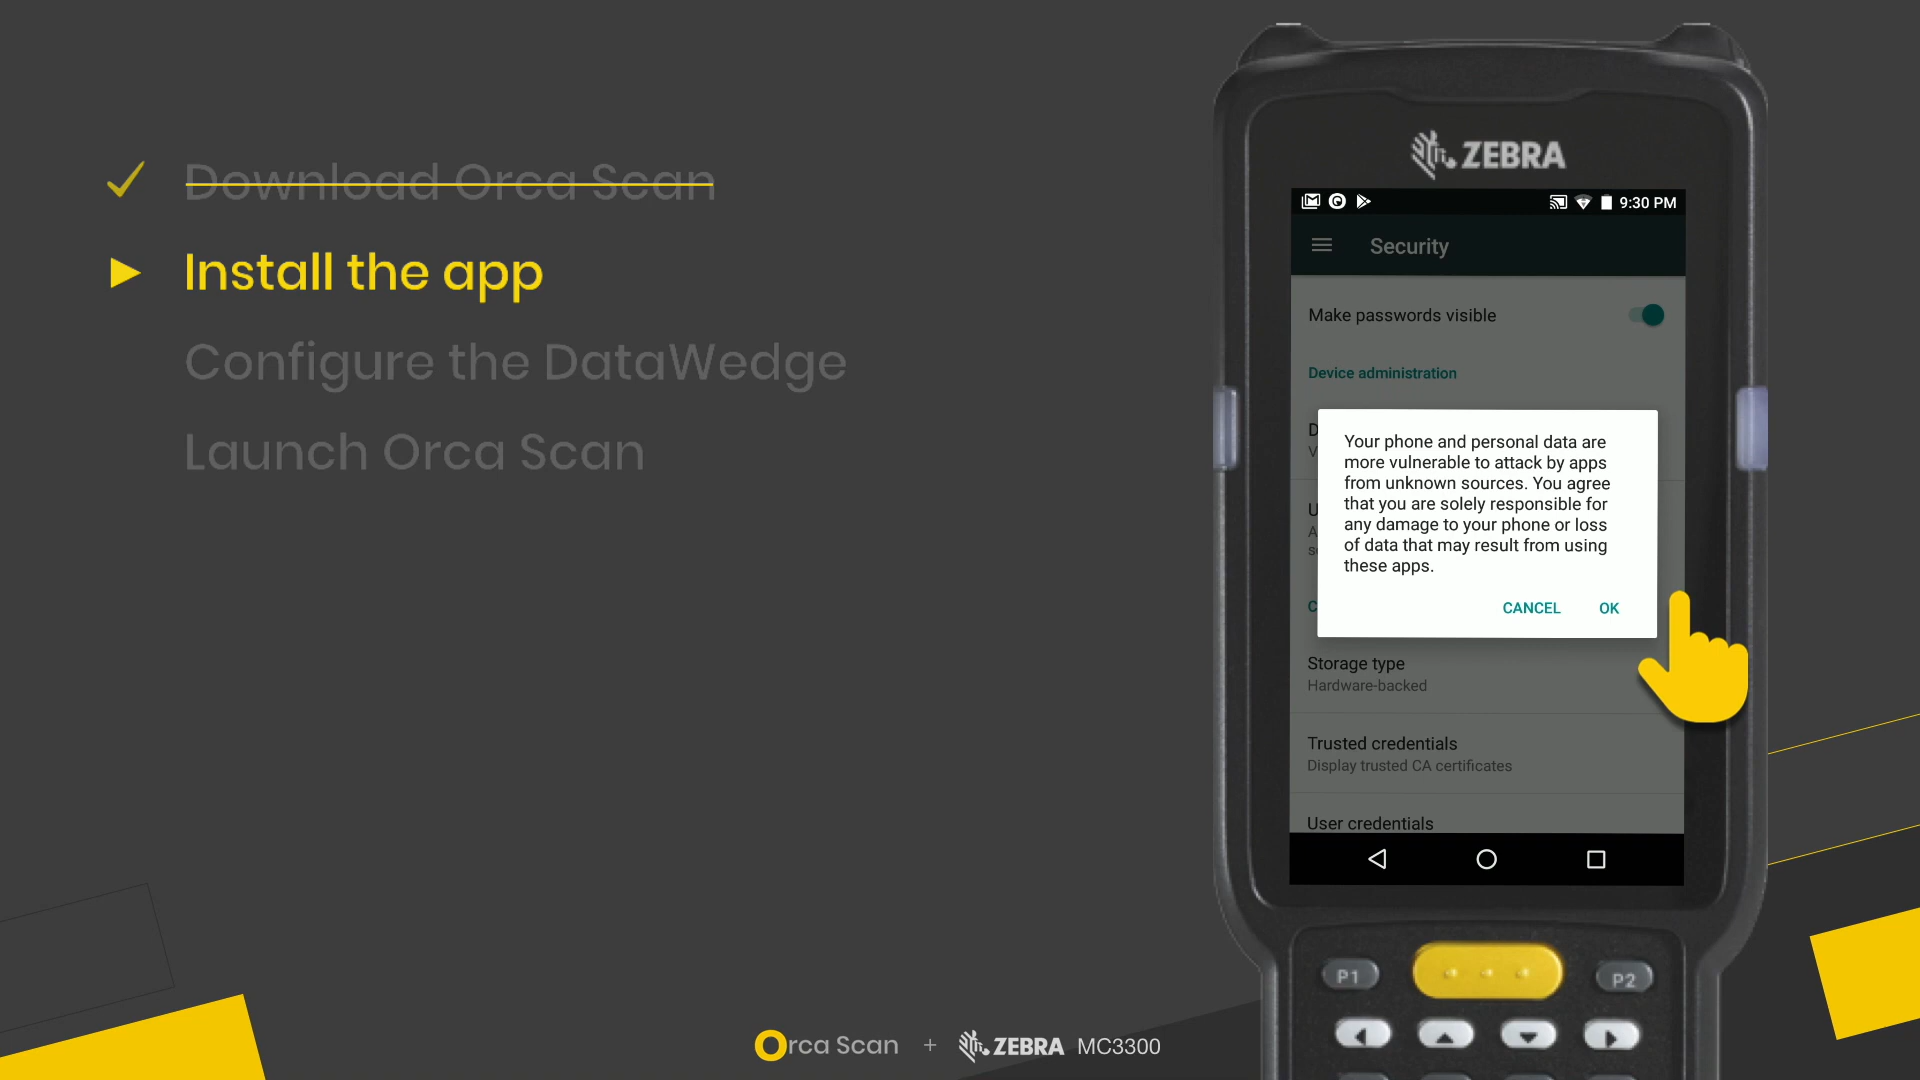 Download Orca Scan
Install the app
Configure the DataWedge
Launch Orca Scan
ZEBRA
9:30 PM
Security
Make passwords visible
Device administration
D
V
U
A
s
Your phone and personal data are
more vulnerable to attack by apps
from unknown sources. You agree
that you are solely responsible for
any damage to your phone or loss
of data that may result from using
these apps.
CANCEL OK
C
Storage type
Hardware-backed
Trusted credentials
Display trusted CA certificates
User credentials
P1
P2
Orca Scan + ZEBRA MC3300